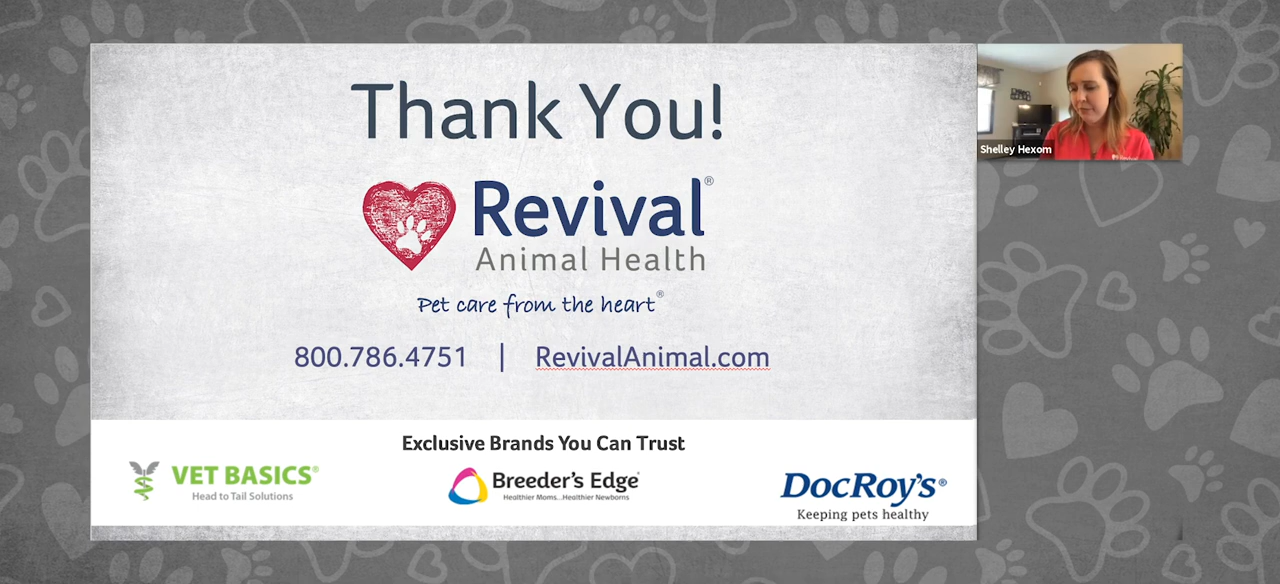 Thank You!
Revival®
Animal Health
Pet care from the heart®
800.786.4751 | RevivalAnimal.com
Exclusive Brands You Can Trust
VET BASICS®
Head to Tail Solutions
Breeder's Edge®
Healthier Moms...Healthier Newborns
DOCROY'S®
Keeping pets healthy
Shelley Hexom